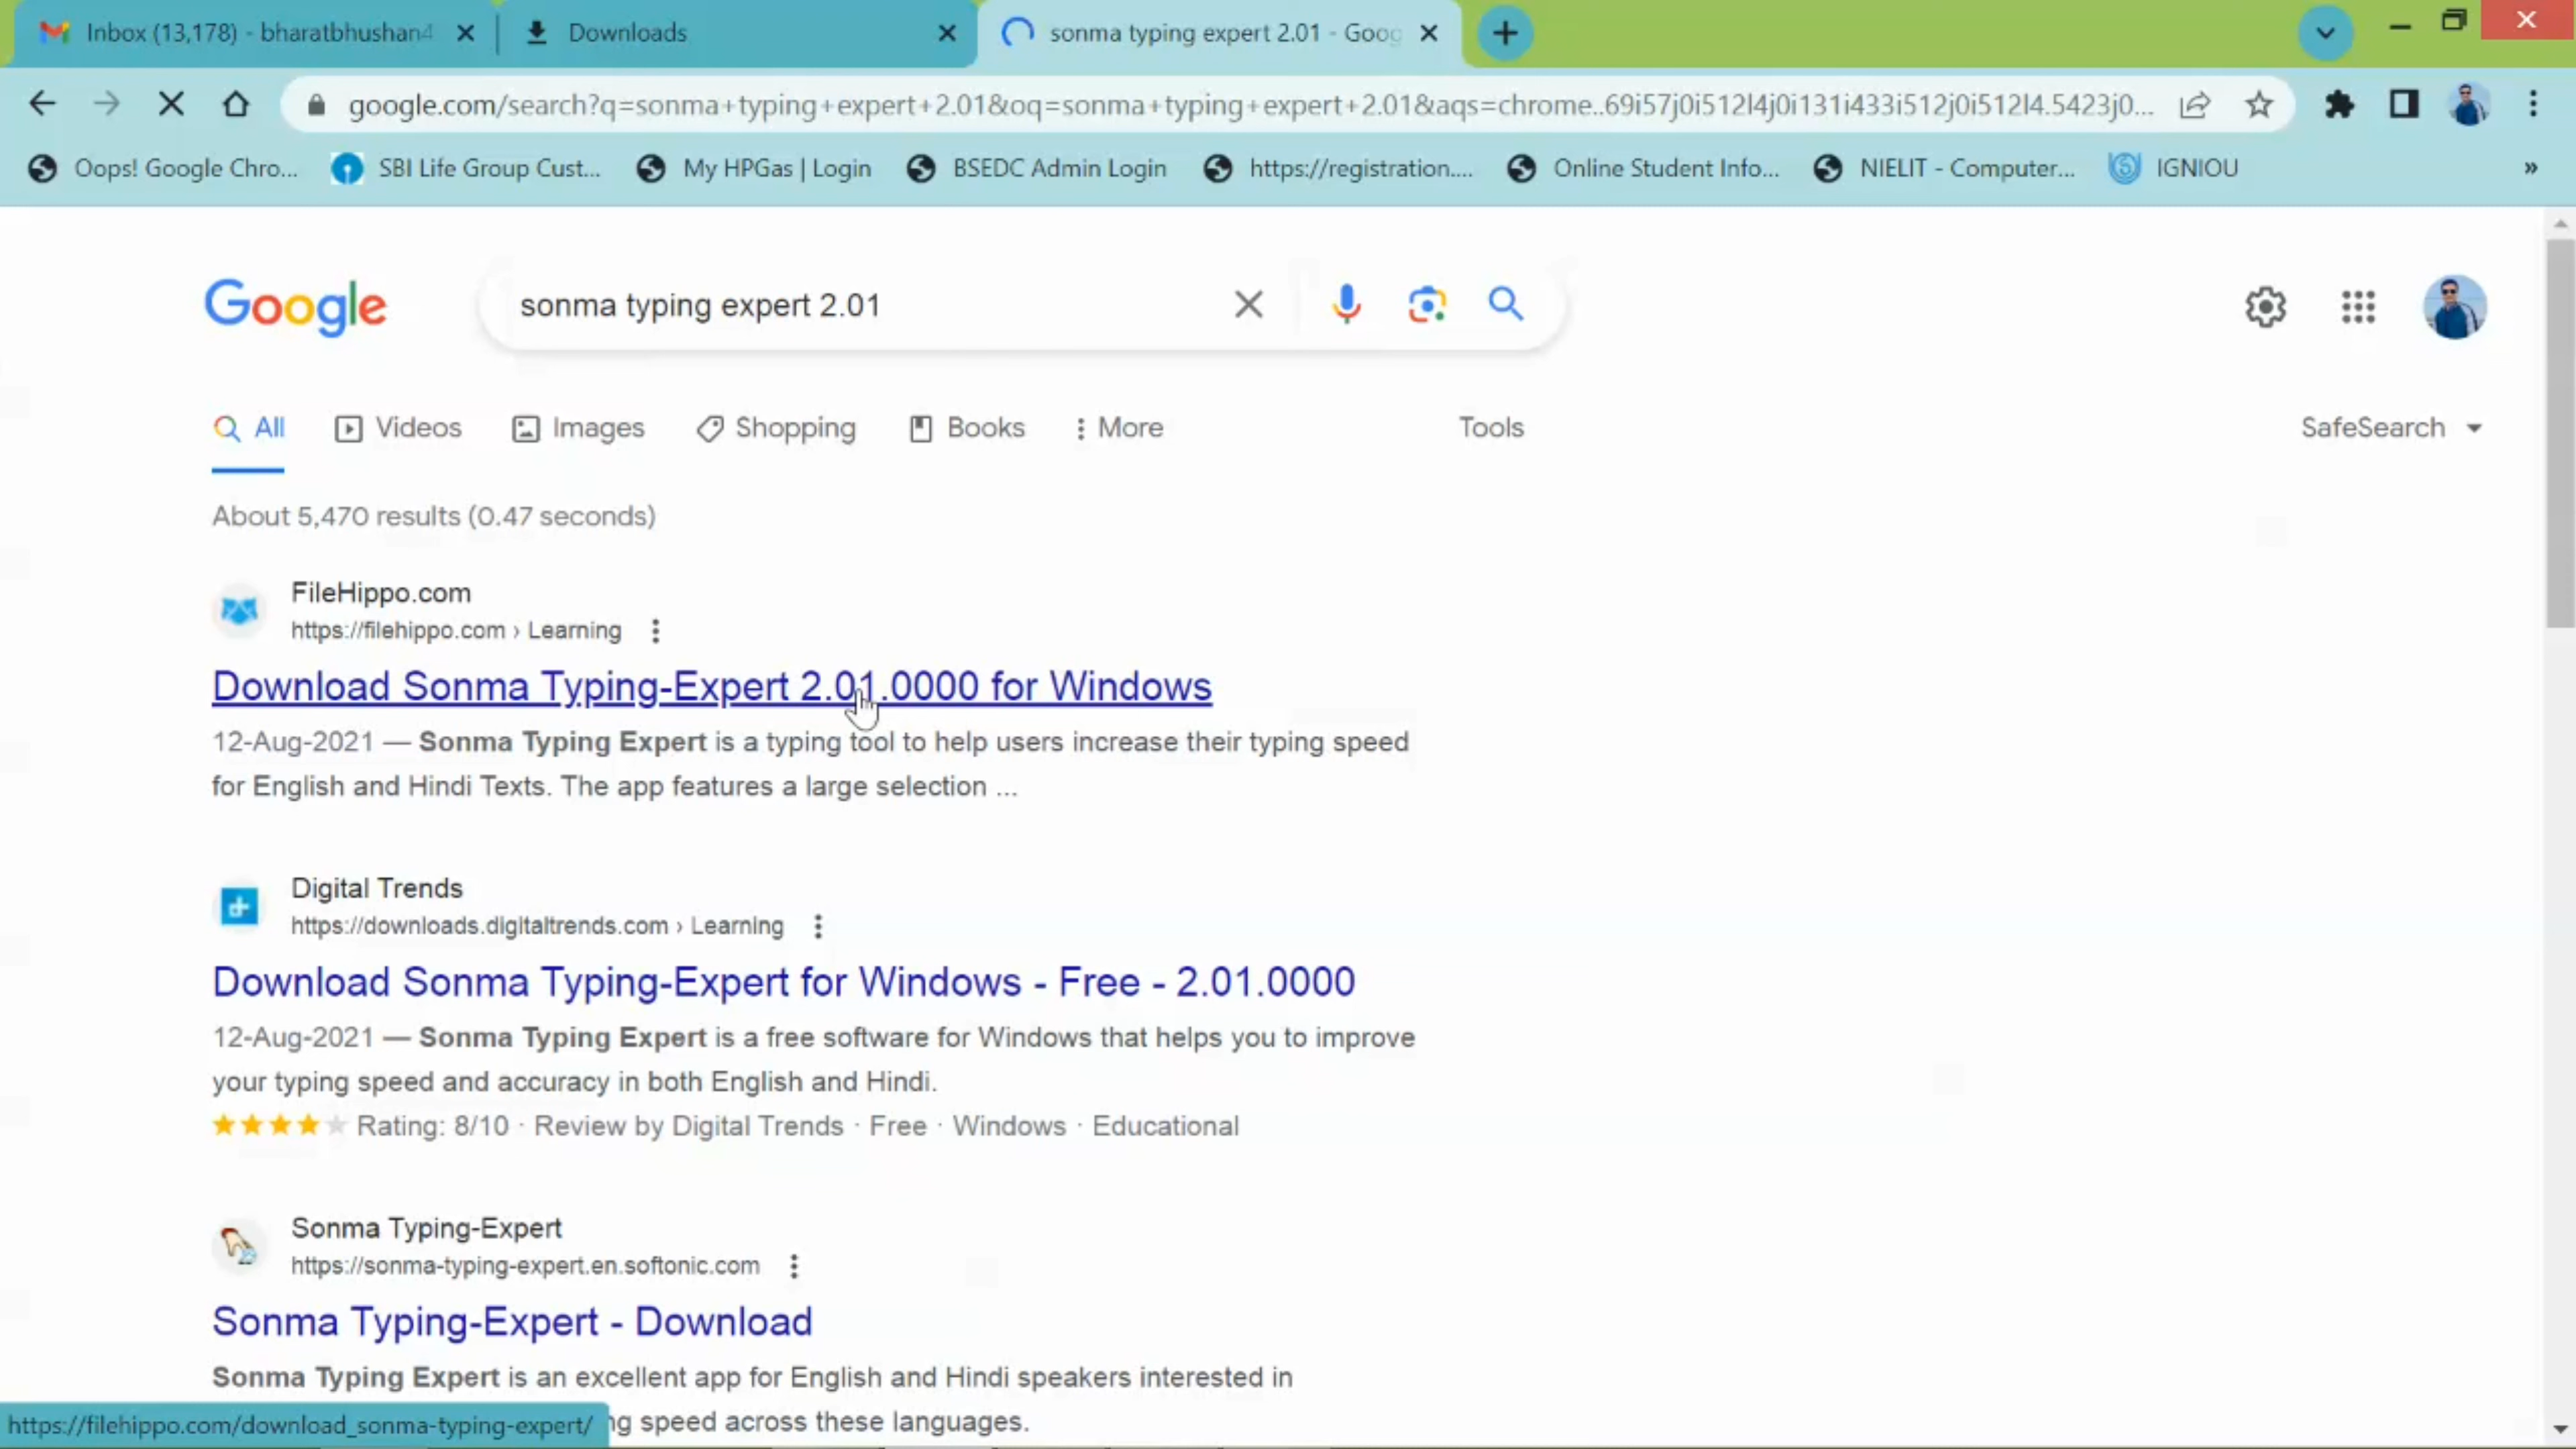 Inbox (13,178) - bharatbhushan4
Downloads
sonma typing expert 2.01 - Goog
google.com/search?q=sonma+typing+expert+2.01&oq=sonma+typing+expert+2.01&aqs=chrome..69i57j0i512l4j0i131i433i512j0i512l4.5423j0...
Oops! Google Chro...
SBI Life Group Cust...
My HPGas | Login
BSEDC Admin Login
https://registration....
Online Student Info...
NIELIT - Computer...
IGNIOU
»
Google
sonma typing expert 2.01
All
Videos
Images
Shopping
Books
More
Tools
SafeSearch
About 5,470 results (0.47 seconds)
FileHippo.com
https://filehippo.com › Learning
Download Sonma Typing-Expert 2.01.0000 for Windows
12-Aug-2021 — Sonma Typing Expert is a typing tool to help users increase their typing speed
for English and Hindi Texts. The app features a large selection ...
Digital Trends
https://downloads.digitaltrends.com › Learning
Download Sonma Typing-Expert for Windows - Free - 2.01.0000
12-Aug-2021 — Sonma Typing Expert is a free software for Windows that helps you to improve
your typing speed and accuracy in both English and Hindi.
Rating: 8/10 · Review by Digital Trends · Free · Windows · Educational
Sonma Typing-Expert
https://sonma-typing-expert.en.softonic.com
Sonma Typing-Expert - Download
Sonma Typing Expert is an excellent app for English and Hindi speakers interested in
ng speed across these languages.
https://filehippo.com/download_sonma-typing-expert/